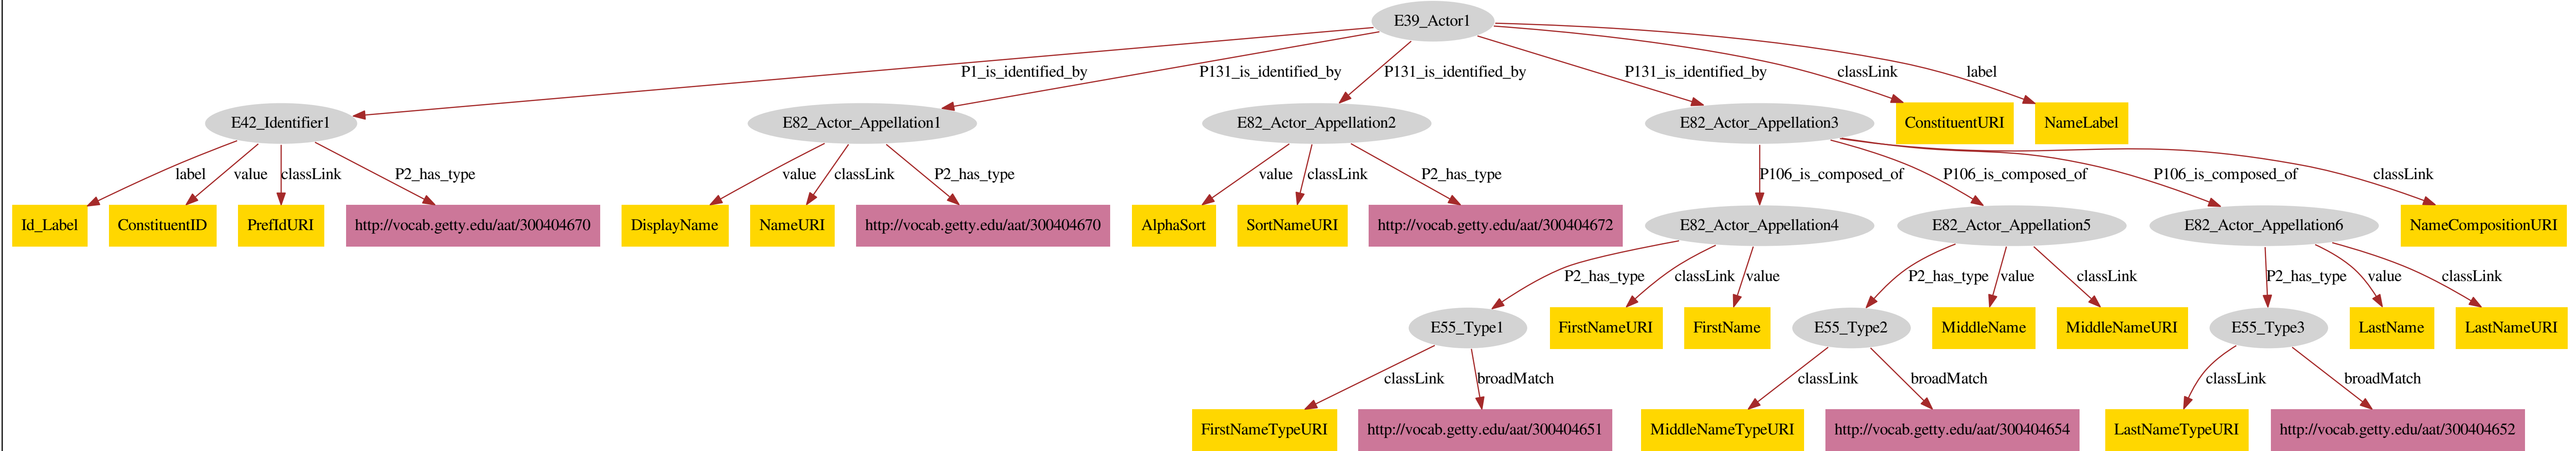 E39_Actor1
P1_is_identified_by P131_is_identified_by P131_is_identified_by P131_is_identified_by classLink label
E42_Identifier1 E82_Actor_Appellation1 E82_Actor_Appellation2 E82_Actor_Appellation3 ConstituentURI NameLabel
label value classLink P2_has_type value classLink P2_has_type value classLink P2_has_type P106_is_composed_of P106_is_composed_of P106_is_composed_of classLink
Id_Label ConstituentID PrefIdURI http://vocab.getty.edu/aat/300404670 DisplayName NameURI http://vocab.getty.edu/aat/300404670 AlphaSort SortNameURI http://vocab.getty.edu/aat/300404672 E82_Actor_Appellation4 E82_Actor_Appellation5 E82_Actor_Appellation6 NameCompositionURI
P2_has_type classLink value P2_has_type value classLink P2_has_type value classLink
E55_Type1 FirstNameURI FirstName E55_Type2 MiddleName MiddleNameURI E55_Type3 LastName LastNameURI
classLink broadMatch classLink broadMatch classLink broadMatch
FirstNameTypeURI http://vocab.getty.edu/aat/300404651 MiddleNameTypeURI http://vocab.getty.edu/aat/300404654 LastNameTypeURI http://vocab.getty.edu/aat/300404652